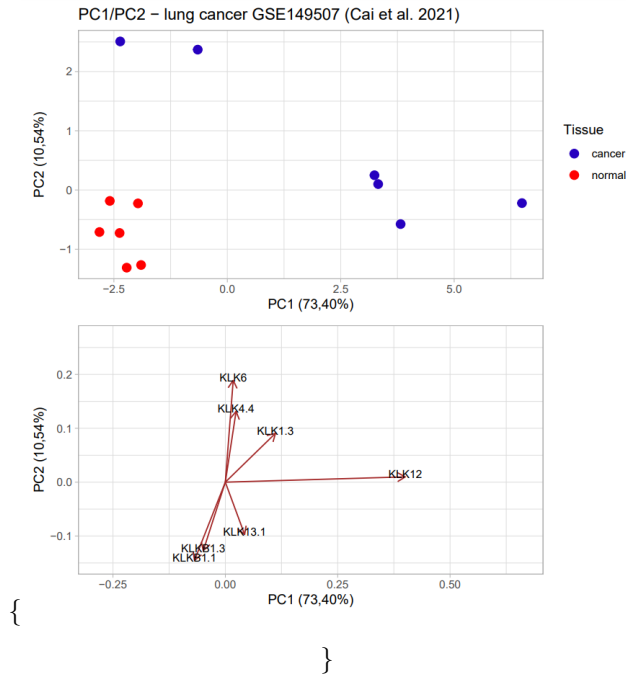 PC1/PC2 − lung cancer GSE149507 (Cai et al. 2021)
2
1
0
−1
PC2 (10,54%)
−2.5
0.0
2.5
5.0
PC1 (73,40%)
Tissue
cancer
normal
0.2
0.1
0.0
−0.1
PC2 (10,54%)
KLK6
KLK4.4
KLK1.3
KLK12
KLK13.1
KLKB1.3
KLKB1.1
−0.25
0.00
0.25
0.50
PC1 (73,40%)
{
}